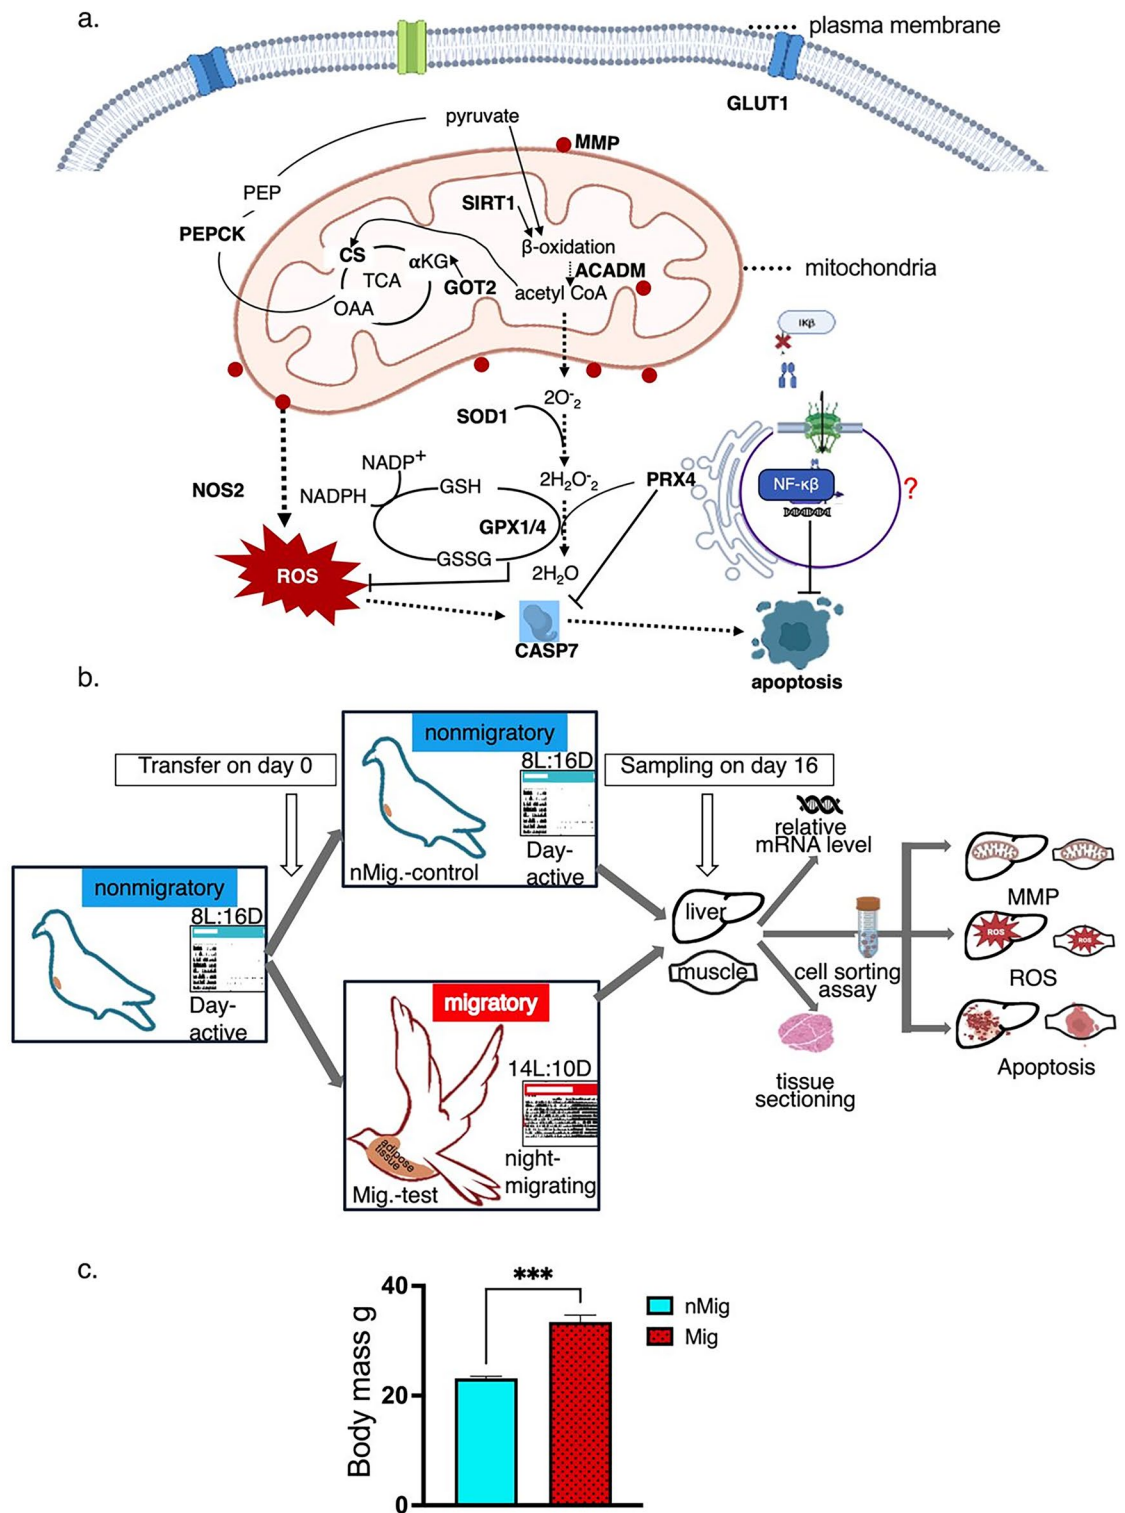 a.
plasma membrane
GLUT1
pyruvate
MMP
PEP
SIRT1
PEPCK
β-oxidation
CS
αKG
ACADM
mitochondria
TCA
GOT2
acetyl CoA
OAA
IKβ
2O-2
SOD1
NADP+
2H2O-2
PRX4
NOS2
NADPH
GSH
NF-κβ
?
GPX1/4
GSSG
2H2O
ROS
CASP7
apoptosis
b.
nonmigratory
8L:16D
Transfer on day 0
Sampling on day 16
relative
mRNA level
Day-
active
nMig.-control
nonmigratory
8L:16D
Day-
active
liver
muscle
MMP
ROS
ROS
cell sorting
assay
ROS
migratory
14L:10D
adipose
tissue
night-
migrating
Mig.-test
tissue
sectioning
Apoptosis
c.
***
40
nMig
Mig
Body mass g
20
0